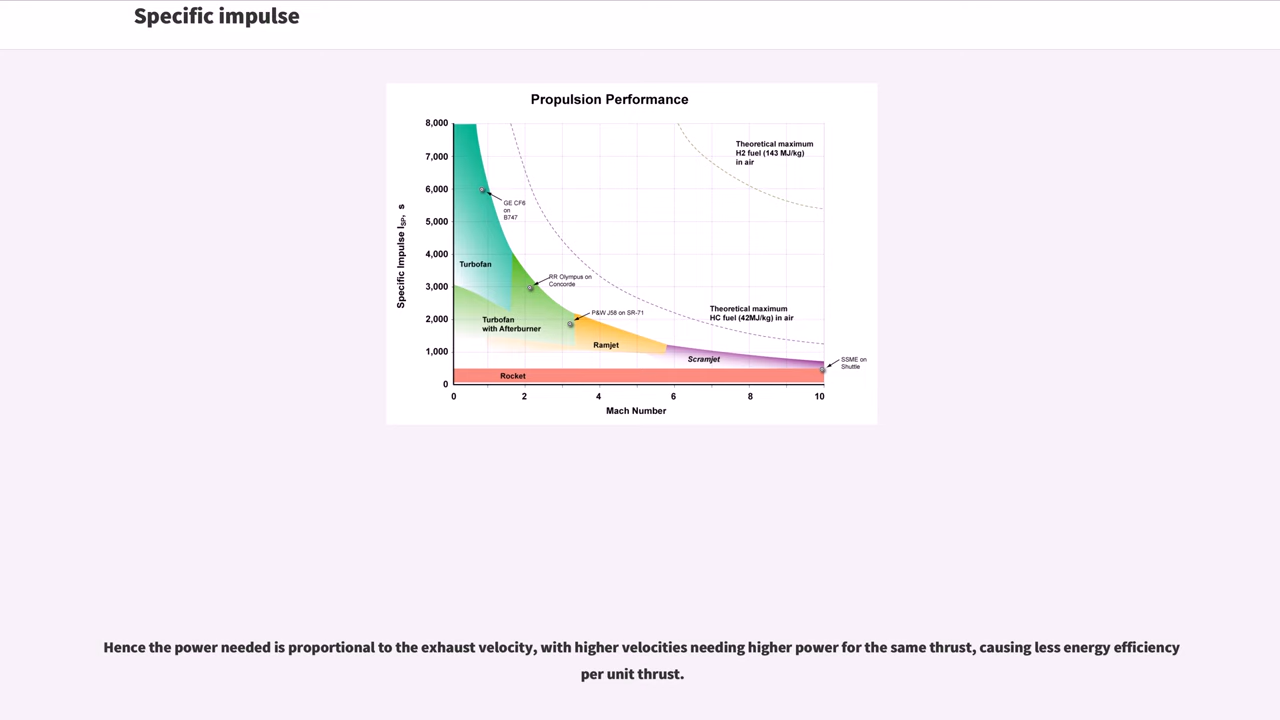 Specific impulse
Propulsion Performance
8,000
7,000
6,000
5,000
4,000
3,000
2,000
1,000
0
Specific Impulse ISP, s
Theoretical maximum
H2 fuel (143 MJ/kg)
in air
GE CF6
on
B747
Turbofan
RR Olympus on
Concorde
P&W J58 on SR-71
Theoretical maximum
HC fuel (42MJ/kg) in air
Turbofan
with Afterburner
Ramjet
Scramjet
SSME on
Shuttle
Rocket
0 2 4 6 8 10
Mach Number
Hence the power needed is proportional to the exhaust velocity, with higher velocities needing higher power for the same thrust, causing less energy efficiency
per unit thrust.